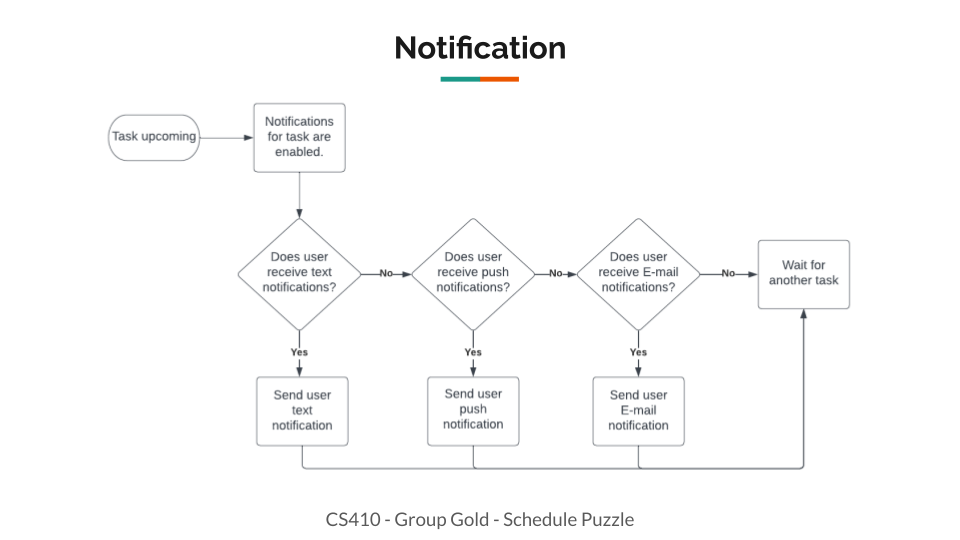 Notification
Task upcoming
Notifications
for task are
enabled.
Does user
receive text
notifications?
No
Does user
receive push
notifications?
No
Does user
receive E-mail
notifications?
No
Wait for
another task
Yes
Yes
Yes
Send user
text
notification
Send user
push
notification
Send user
E-mail
notification
CS410 - Group Gold - Schedule Puzzle